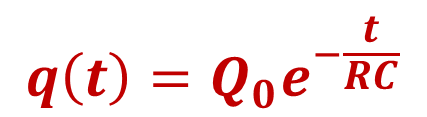 q(t) = Q₀e^{-t/RC}